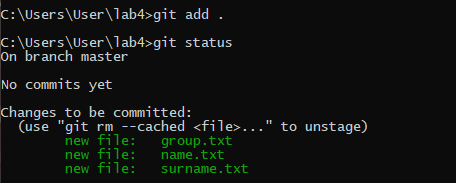 C:\Users\User\lab4>git add .
C:\Users\User\lab4>git status
On branch master
No commits yet
Changes to be committed:
  (use "git rm --cached <file>..." to unstage)
        new file:   group.txt
        new file:   name.txt
        new file:   surname.txt